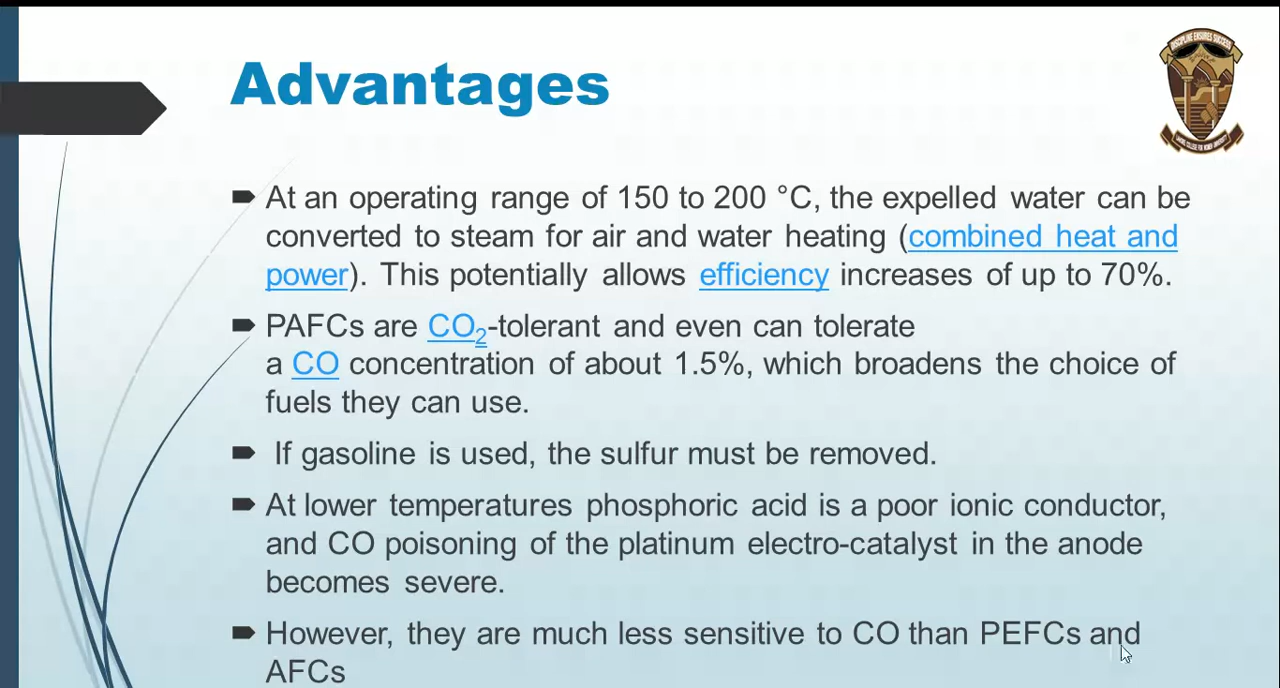 Advantages
DISCIPLINE ENSURES SUCCESS
At an operating range of 150 to 200 °C, the expelled water can be
converted to steam for air and water heating (combined heat and
power). This potentially allows efficiency increases of up to 70%.
PAFCs are CO₂-tolerant and even can tolerate
a CO concentration of about 1.5%, which broadens the choice of
fuels they can use.
If gasoline is used, the sulfur must be removed.
At lower temperatures phosphoric acid is a poor ionic conductor,
and CO poisoning of the platinum electro-catalyst in the anode
becomes severe.
However, they are much less sensitive to CO than PEFCs and
AFCs